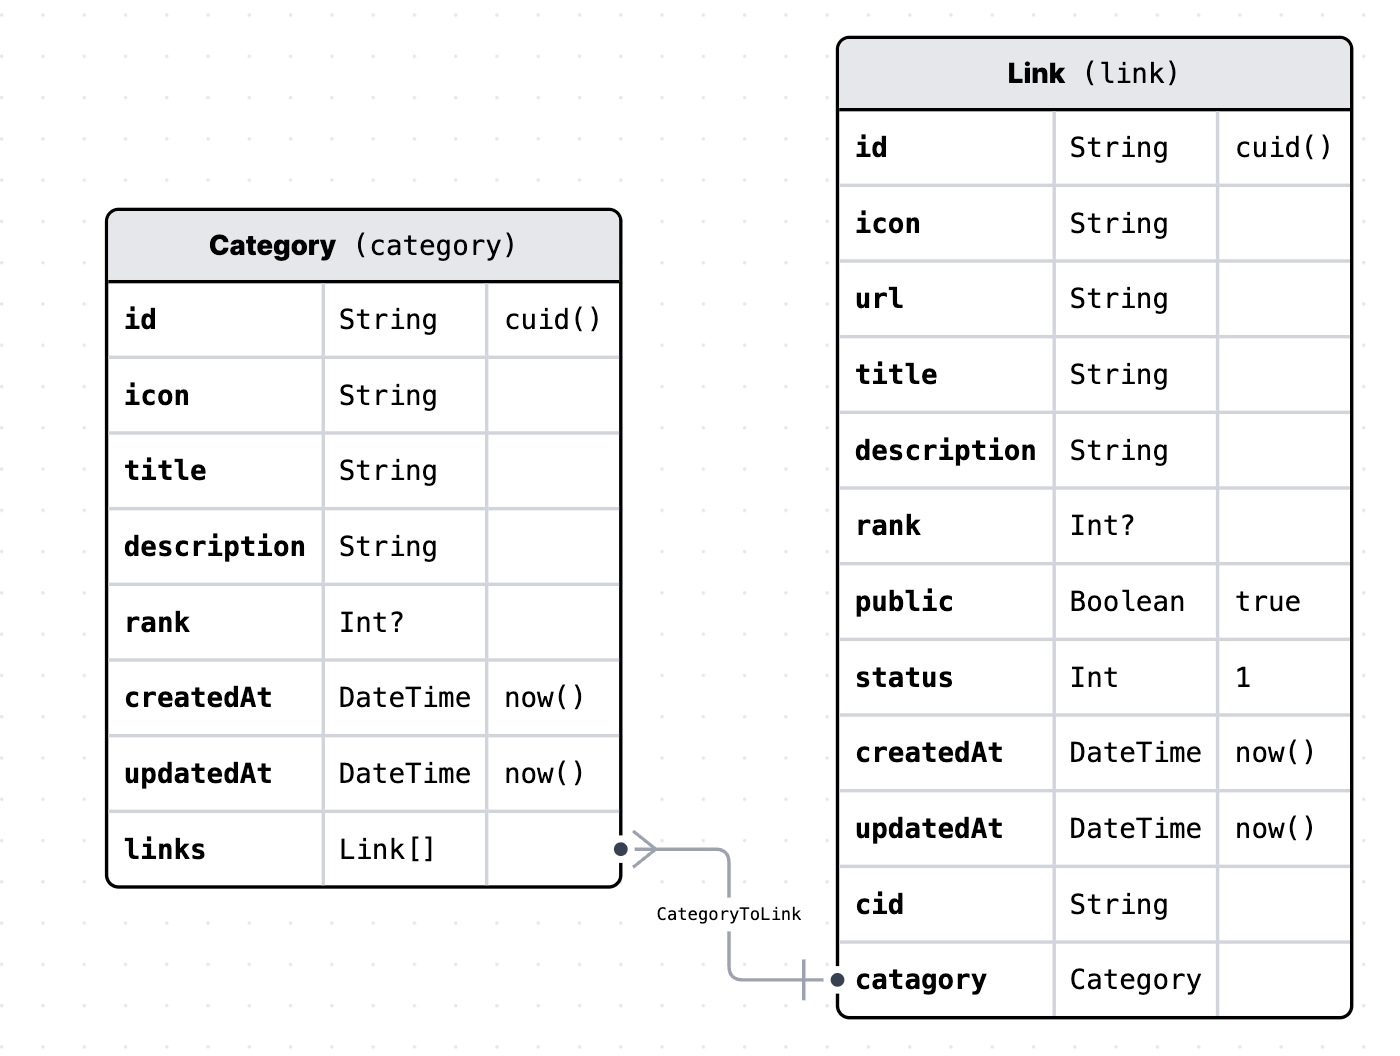 Category (category)
id String cuid()
icon String
title String
description String
rank Int?
createdAt DateTime now()
updatedAt DateTime now()
links Link[]
CategoryToLink
Link (link)
id String cuid()
icon String
url String
title String
description String
rank Int?
public Boolean true
status Int 1
createdAt DateTime now()
updatedAt DateTime now()
cid String
catagory Category